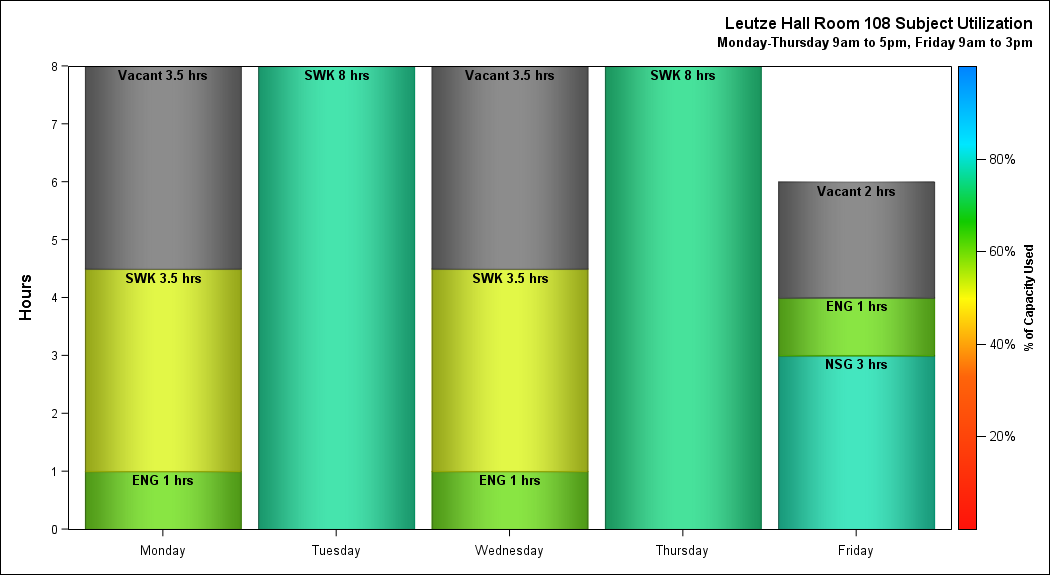 Leutze Hall Room 108 Subject Utilization
Monday-Thursday 9am to 5pm, Friday 9am to 3pm
Hours
8
7
6
5
4
3
2
1
0
Vacant 3.5 hrs
SWK 3.5 hrs
ENG 1 hrs
SWK 8 hrs
Vacant 3.5 hrs
SWK 3.5 hrs
ENG 1 hrs
SWK 8 hrs
Vacant 2 hrs
ENG 1 hrs
NSG 3 hrs
Monday
Tuesday
Wednesday
Thursday
Friday
80%
60%
40%
20%
% of Capacity Used